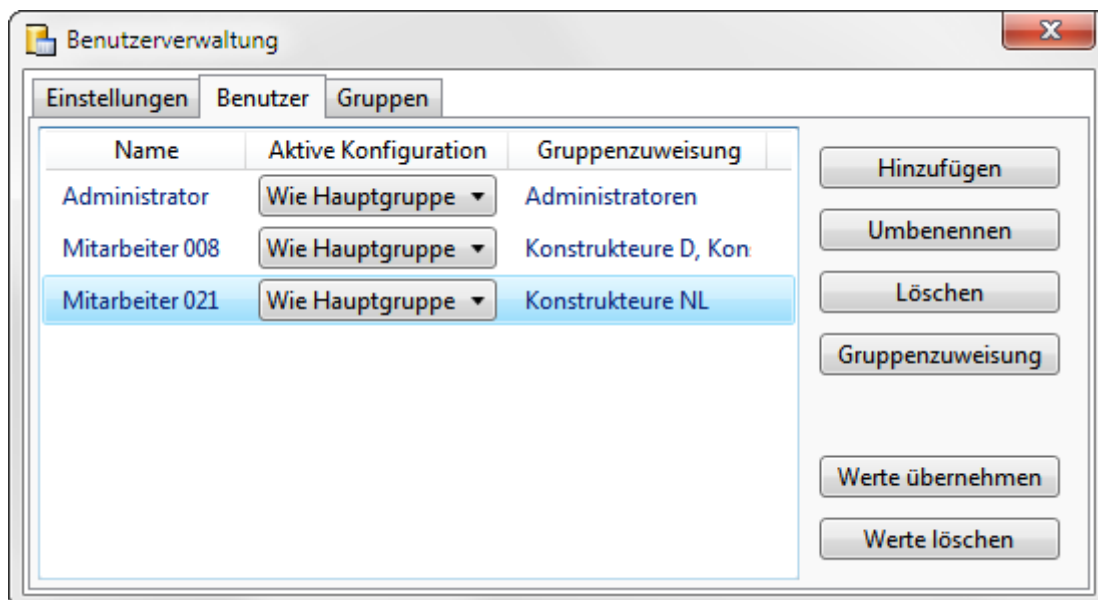 Benutzerverwaltung
Einstellungen Benutzer Gruppen
Name Aktive Konfiguration Gruppenzuweisung
Administrator Wie Hauptgruppe Administratoren
Mitarbeiter 008 Wie Hauptgruppe Konstrukteure D, Kon
Mitarbeiter 021 Wie Hauptgruppe Konstrukteure NL
Hinzufügen
Umbenennen
Löschen
Gruppenzuweisung
Werte übernehmen
Werte löschen